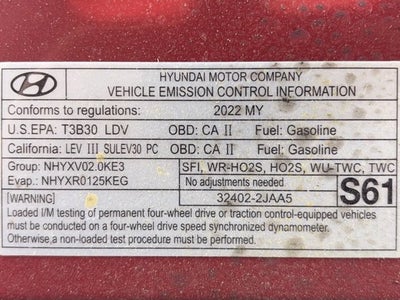 HYUNDAI MOTOR COMPANY
VEHICLE EMISSION CONTROL INFORMATION
Conforms to regulations: 2022 MY
U.S.EPA: T3B30 LDV OBD: CA II Fuel: Gasoline
California: LEV III SULEV30 PC OBD: CA II Fuel: Gasoline
Group: NHYXV02.0KE3 SFI, WR-HO2S, HO2S, WU-TWC, TWC
Evap.: NHYXR0125KEG No adjustments needed S61
[WARNING] 32402-2JAA5
Loaded I/M testing of permanent four-wheel drive or traction control-equipped vehicles
must be conducted on a four-wheel drive speed synchronized dynamometer.
Otherwise,a non-loaded test procedure must be performed.